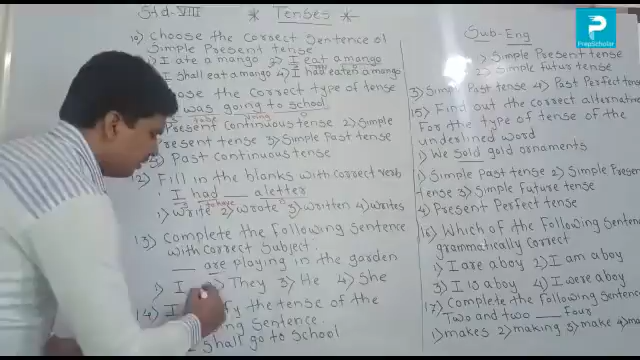 Std-VIII * Tenses *
10) Choose the Correct Sentence of
Simple Present tense
1) I ate a mango 2) I eat a mango
I shall eat a mango 4) I had eaten a mango
the Correct type of tense
was going to school
Present Continuous tense 2) Simple
Present tense 3) Simple Past tense
Past Continuous tense
12) Fill in the blanks with correct verb
I had ___ a letter
1) write 2) wrote 3) written 4) writes
13) Complete the Following Sentence
with Correct Subject.
___ are playing in the garden
1) I 2) They 3) He 4) She
14) I the tense of the
Sentence.
Shall go to School
PrepScholar
Sub-Eng
1) Simple Present tense
2) Simple futur tense
3) Simple Past tense 4) Past Perfect tense
15) Find out the correct alternative
For the type of tense of the
underlined word
1) We Sold gold ornaments
1) Simple Past tense 2) Simple Present
tense 3) Simple Future tense
4) Present Perfect tense
16) Which of the Following Sentence
grammatically Correct
1) I are a boy 2) I am a boy
3) I is a boy 4) I were a boy
17) Complete the Following Sentence
Two and two ___ Four
1) makes 2) making 3) make